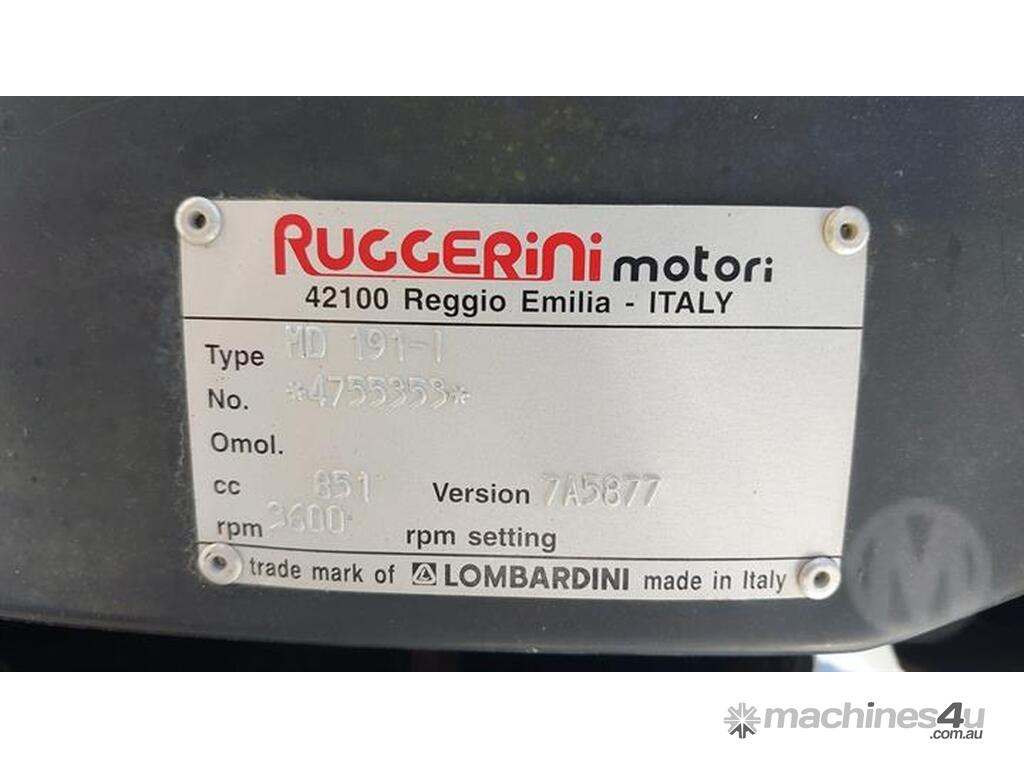 RUGGERiNi motori
42100 Reggio Emilia - ITALY
Type MD 191-1
No. *4755353*
Omol.
cc 851 Version 7A5877
rpm 3600 rpm setting
trade mark of LOMBARDINI made in Italy
M
machines4u
.com.au